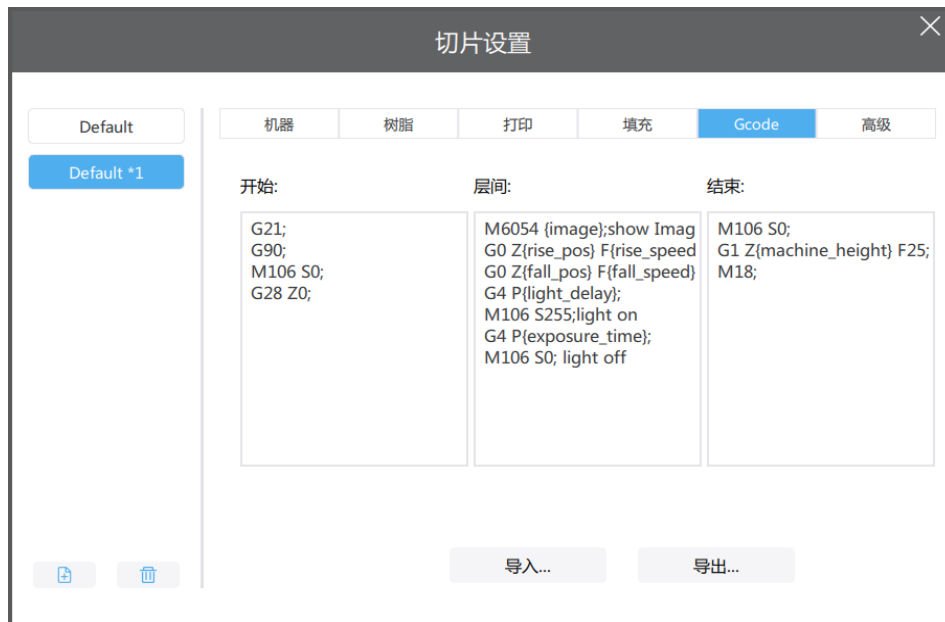 切片设置
Default
Default *1
机器
树脂
打印
填充
Gcode
高级
开始:
G21;
G90;
M106 S0;
G28 Z0;
层间:
M6054 {image};show Imag
G0 Z{rise_pos} F{rise_speed
G0 Z{fall_pos} F{fall_speed}
G4 P{light_delay};
M106 S255;light on
G4 P{exposure_time};
M106 S0; light off
结束:
M106 S0;
G1 Z{machine_height} F25;
M18;
导入...
导出...